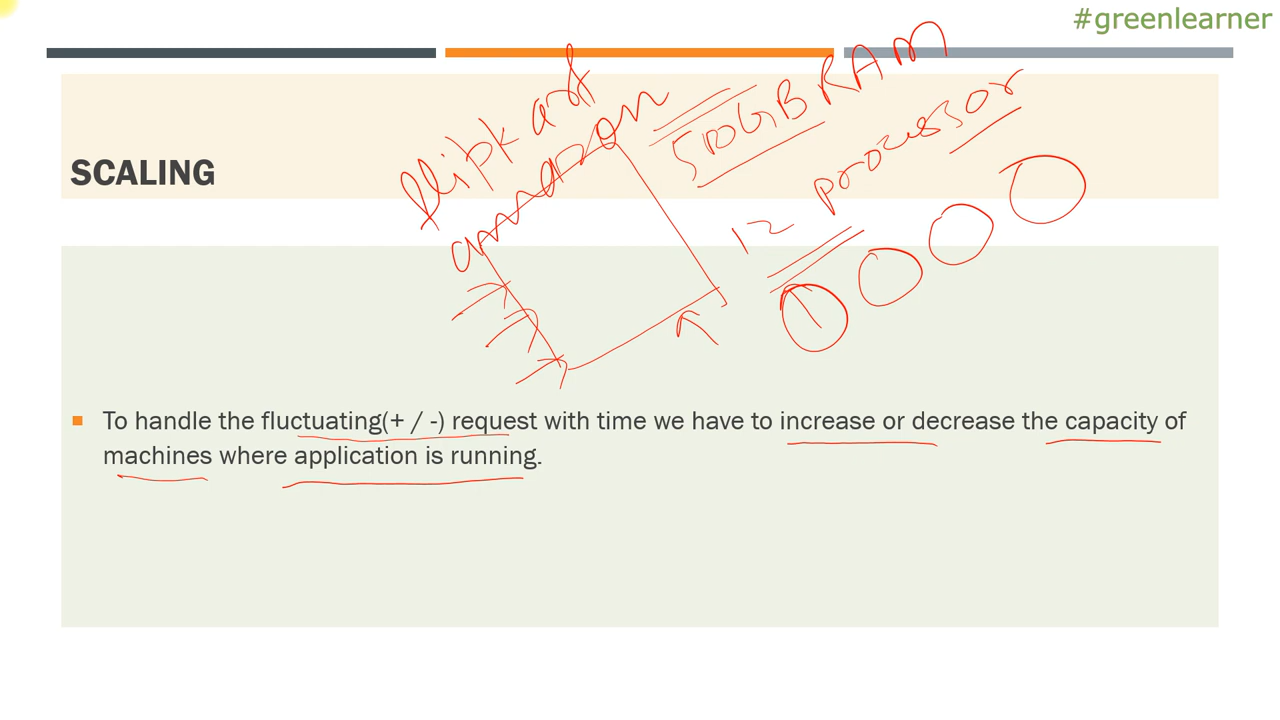 #greenlearner
flipkart
amazon
500GB RAM
12 processor
SCALING
To handle the fluctuating(+ / -) request with time we have to increase or decrease the capacity of
machines where application is running.